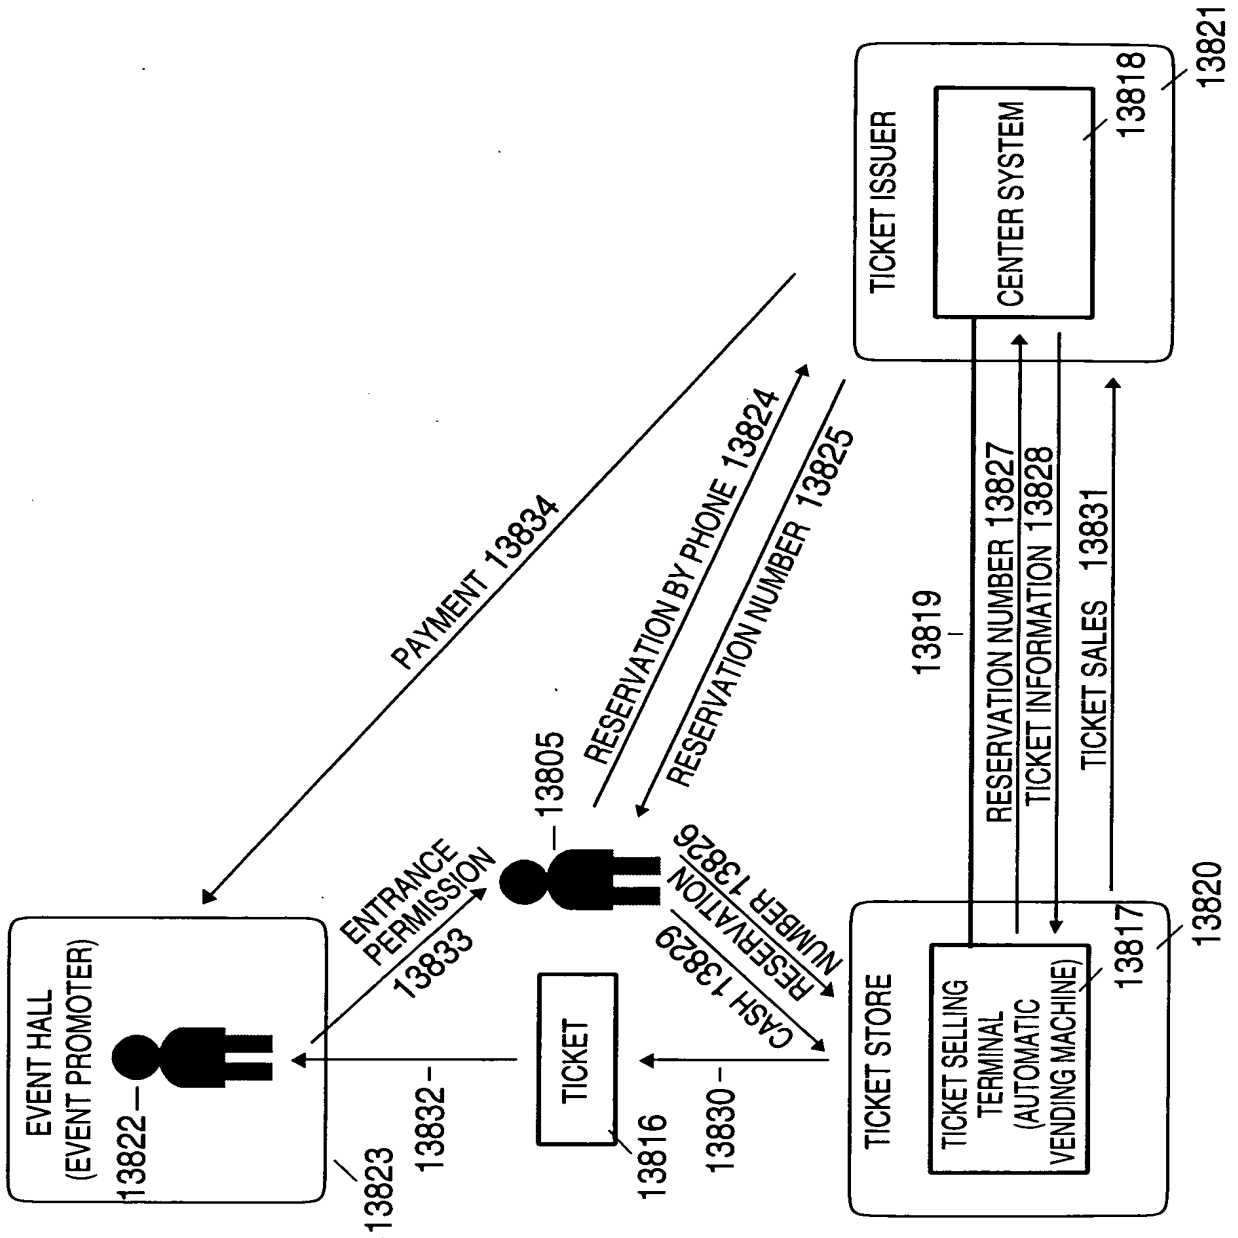 EVENT HALL
(EVENT PROMOTER)
13822
13823
13832
ENTRANCE
PERMISSION
13833
PAYMENT 13834
13805
TICKET
13816
13830
RESERVATION BY PHONE 13824
RESERVATION NUMBER 13825
CASH 13829
RESERVATION
NUMBER 13826
TICKET STORE
TICKET SELLING
TERMINAL
(AUTOMATIC
VENDING MACHINE)
13817
13820
13819
RESERVATION NUMBER 13827
TICKET INFORMATION 13828
TICKET SALES 13831
TICKET ISSUER
CENTER SYSTEM
13818
13821